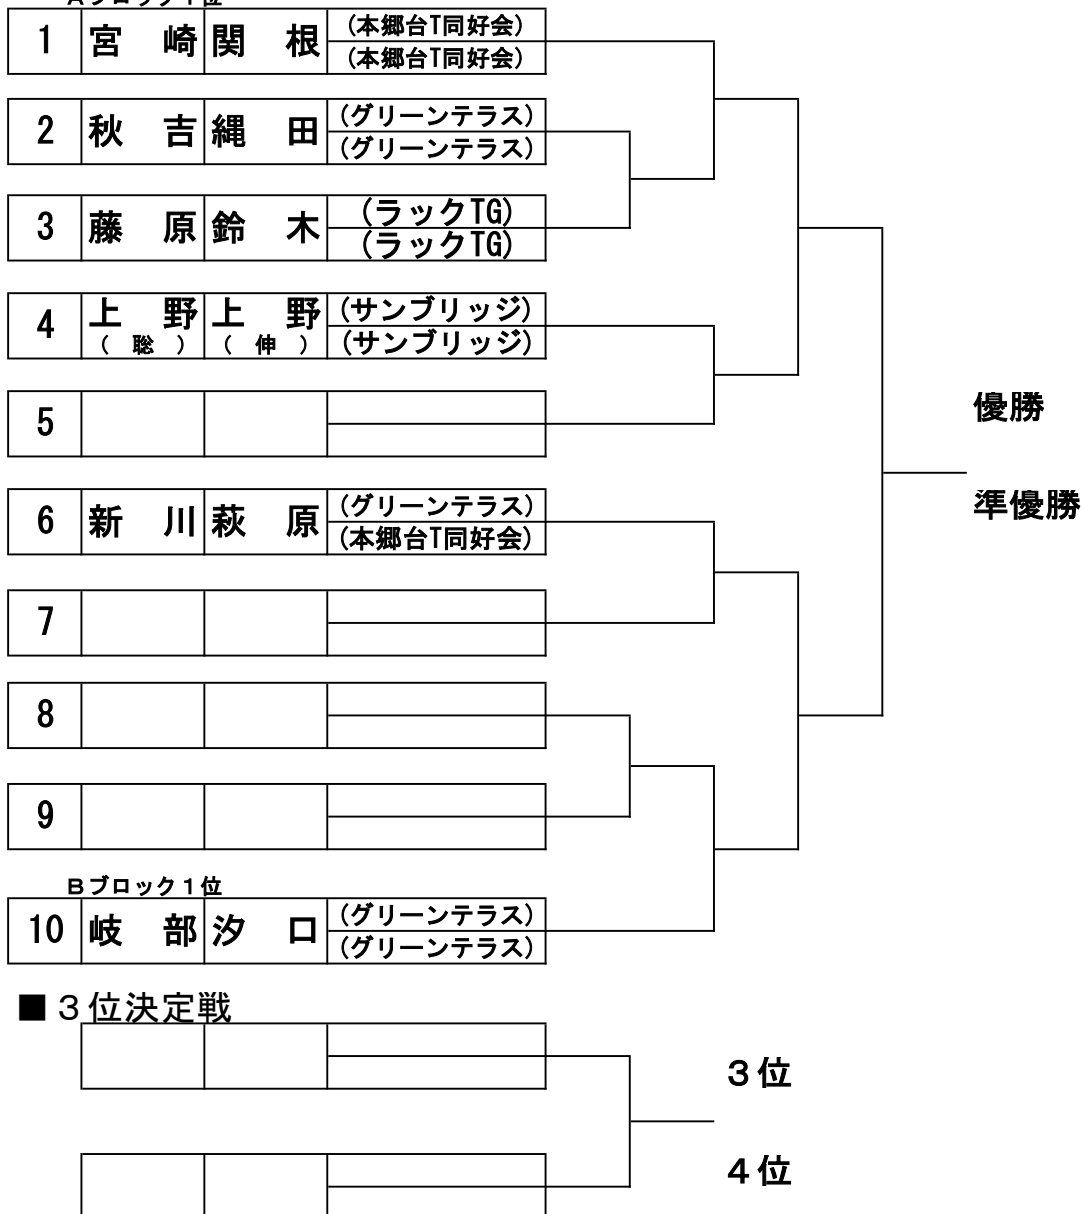 Aブロック1位
1 宮 崎 関 根 (本郷台T同好会)
(本郷台T同好会)
2 秋 吉 縄 田 (グリーンテラス)
(グリーンテラス)
3 藤 原 鈴 木 (ラックTG)
(ラックTG)
4 上 野 上 野 (サンブリッジ)
( 聡 ) ( 伸 ) (サンブリッジ)
5
優勝
準優勝
6 新 川 萩 原 (グリーンテラス)
(本郷台T同好会)
7
8
9
Bブロック１位
10 岐 部 汐 口 (グリーンテラス)
(グリーンテラス)
■３位決定戦
３位
４位